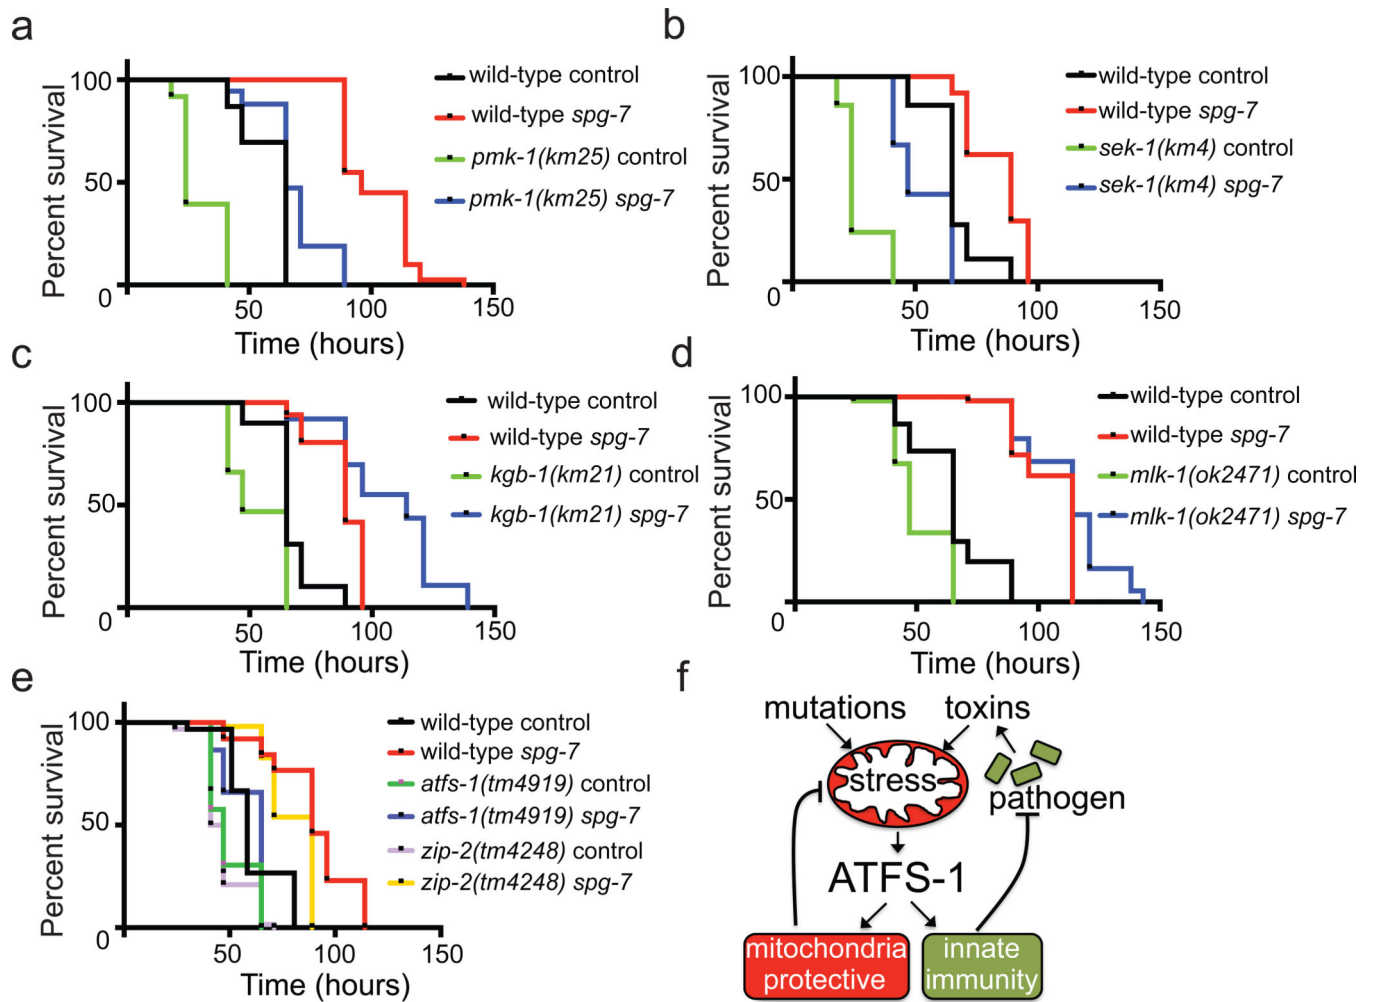 a
Percent survival
100
50
0
50
100
150
Time (hours)
wild-type control
wild-type spg-7
pmk-1(km25) control
pmk-1(km25) spg-7
b
Percent survival
100
50
0
50
100
150
Time (hours)
wild-type control
wild-type spg-7
sek-1(km4) control
sek-1(km4) spg-7
c
Percent survival
100
50
0
50
100
150
Time (hours)
wild-type control
wild-type spg-7
kgb-1(km21) control
kgb-1(km21) spg-7
d
Percent survival
100
50
0
50
100
150
Time (hours)
wild-type control
wild-type spg-7
mlk-1(ok2471) control
mlk-1(ok2471) spg-7
e
Percent survival
100
50
0
50
100
150
Time (hours)
wild-type control
wild-type spg-7
atfs-1(tm4919) control
atfs-1(tm4919) spg-7
zip-2(tm4248) control
zip-2(tm4248) spg-7
f
mutations
toxins
stress
pathogen
ATFS-1
mitochondria
protective
innate
immunity